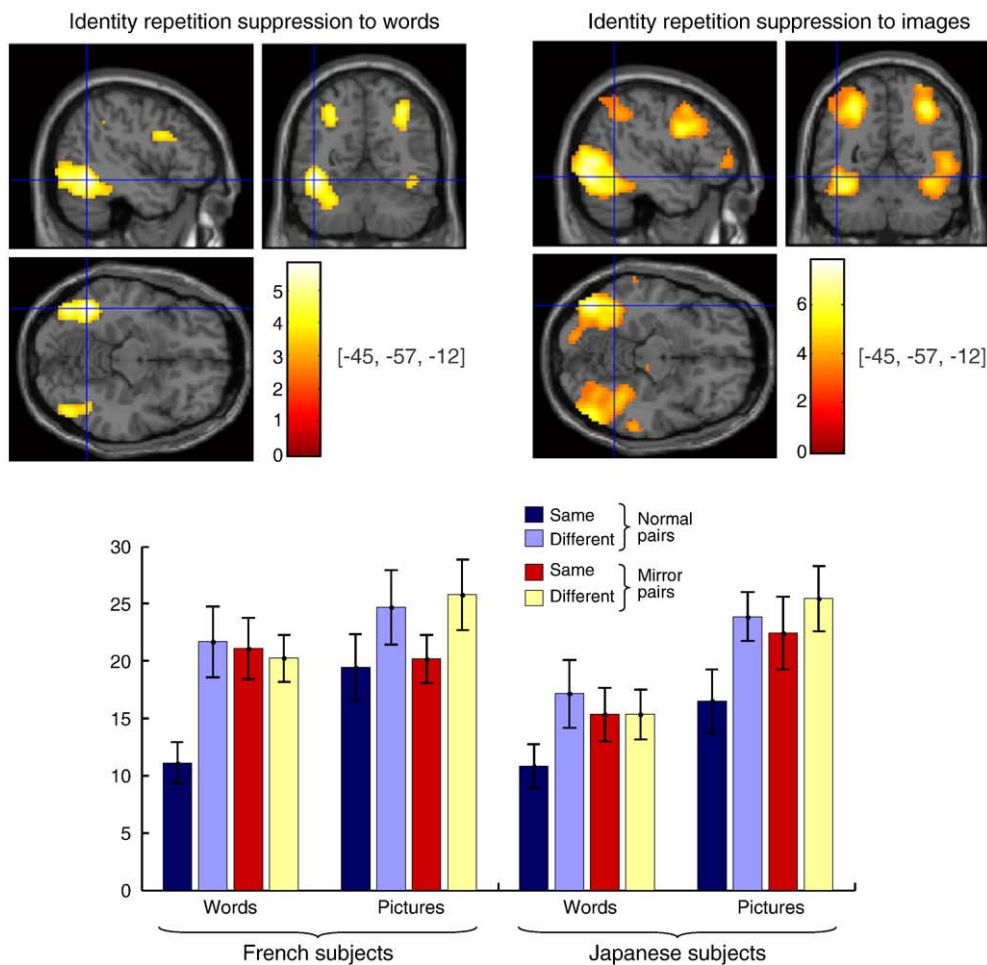 Identity repetition suppression to words
Identity repetition suppression to images
5
4
3
2
1
0
[-45, -57, -12]
6
4
2
0
[-45, -57, -12]
Same
Different
Normal
pairs
Same
Different
Mirror
pairs
30
25
20
15
10
5
0
Words
Pictures
Words
Pictures
French subjects
Japanese subjects